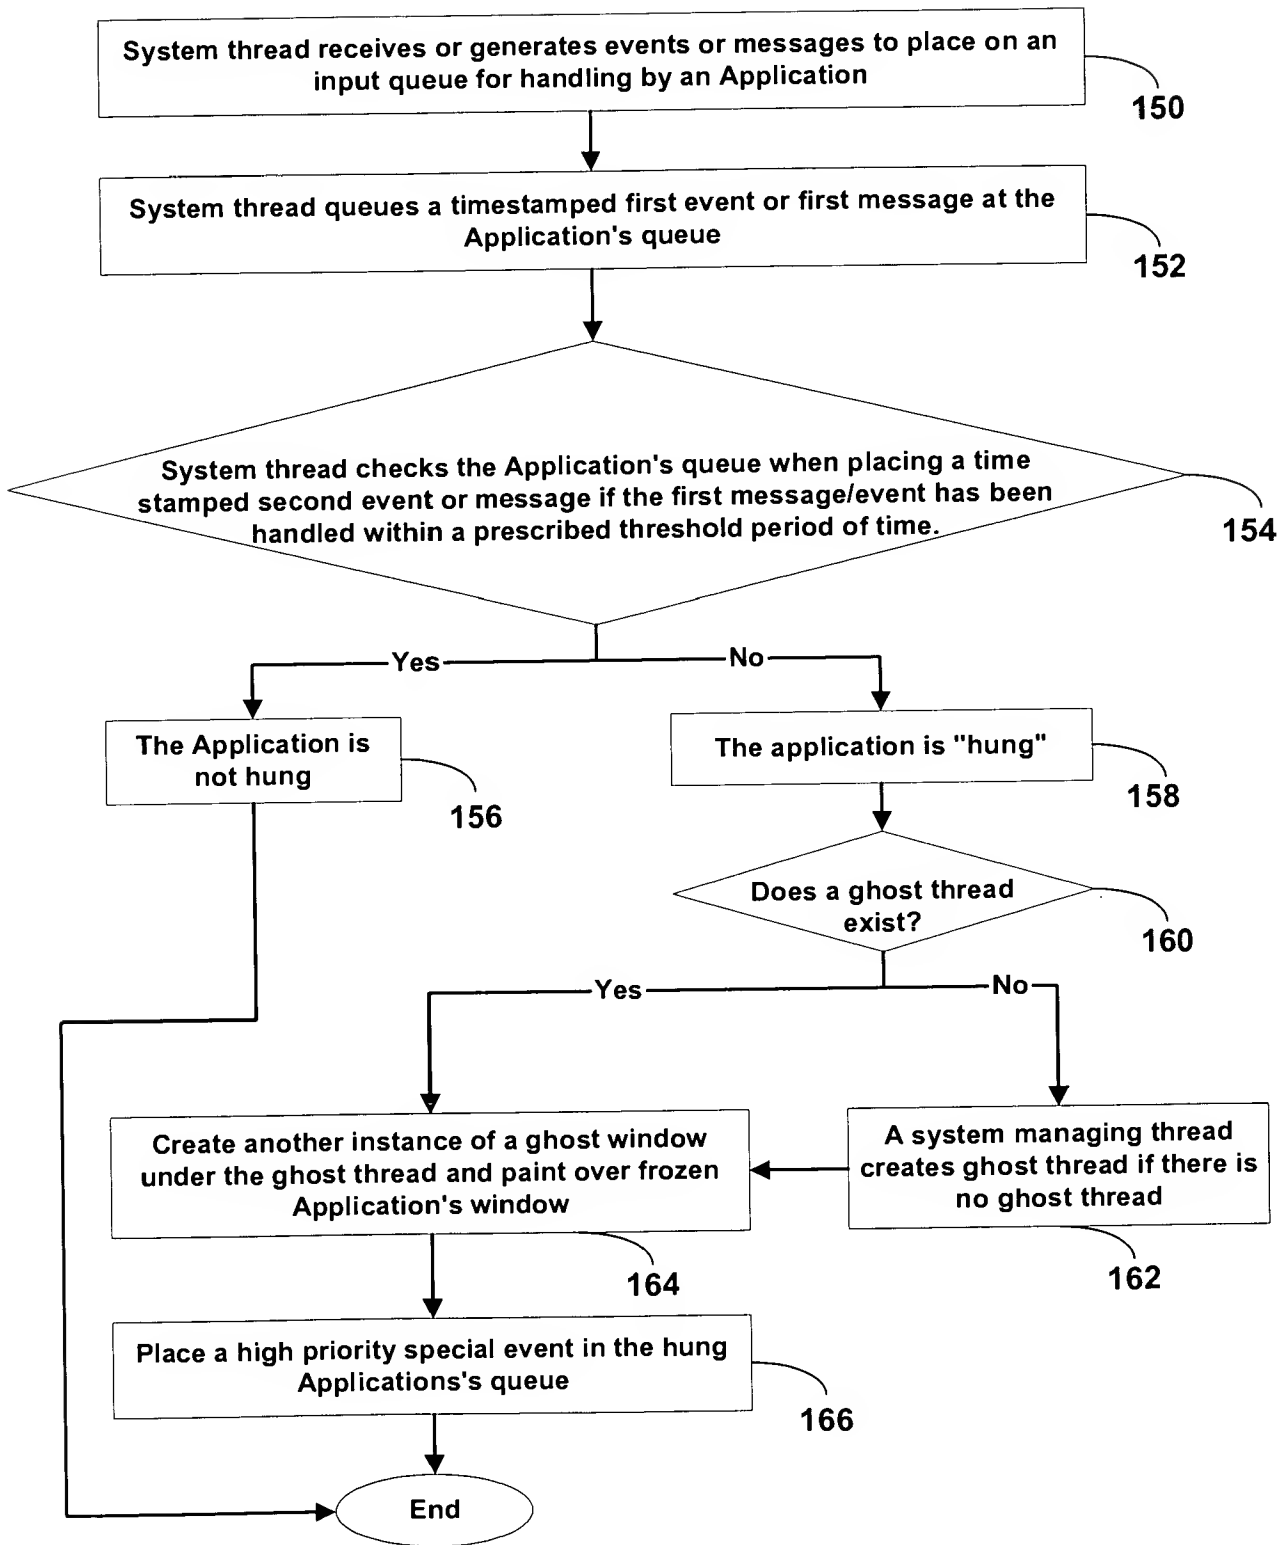 System thread receives or generates events or messages to place on an
input queue for handling by an Application
150
System thread queues a timestamped first event or first message at the
Application's queue
152
System thread checks the Application's queue when placing a time
stamped second event or message if the first message/event has been
handled within a prescribed threshold period of time.
154
Yes
No
The Application is
not hung
156
The application is "hung"
158
Does a ghost thread
exist?
160
Yes
No
Create another instance of a ghost window
under the ghost thread and paint over frozen
Application's window
164
A system managing thread
creates ghost thread if there is
no ghost thread
162
Place a high priority special event in the hung
Applications's queue
166
End